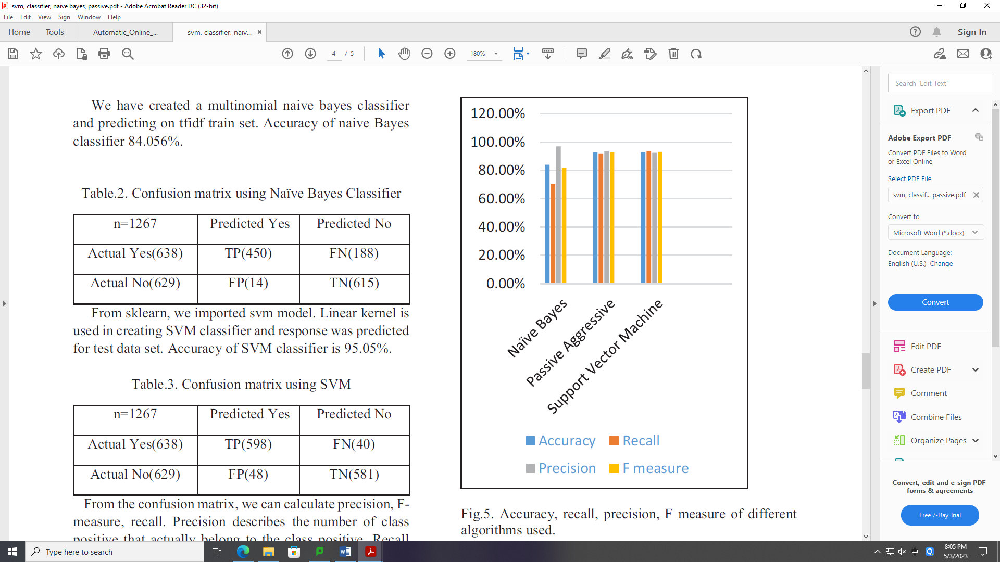 svm, classifier, naive bayes, passive.pdf - Adobe Acrobat Reader DC (32-bit)
File Edit View Sign Window Help
Home Tools Automatic_Online_... svm, classifier, naiv... × Sign In
4 / 5 180%
We have created a multinomial naive bayes classifier
and predicting on tfidf train set. Accuracy of naive Bayes
classifier 84.056%.
Table.2. Confusion matrix using Naïve Bayes Classifier
n=1267 Predicted Yes Predicted No
Actual Yes(638) TP(450) FN(188)
Actual No(629) FP(14) TN(615)
From sklearn, we imported svm model. Linear kernel is
used in creating SVM classifier and response was predicted
for test data set. Accuracy of SVM classifier is 95.05%.
Table.3. Confusion matrix using SVM
n=1267 Predicted Yes Predicted No
Actual Yes(638) TP(598) FN(40)
Actual No(629) FP(48) TN(581)
From the confusion matrix, we can calculate precision, F-
measure, recall. Precision describes the number of class
positive that actually belong to the class positive. Recall
120.00%
100.00%
80.00%
60.00%
40.00%
20.00%
0.00%
Naïve Bayes
Passive Aggressive
Support Vector Machine
Accuracy Recall
Precision F measure
Fig.5. Accuracy, recall, precision, F measure of different
algorithms used.
Search 'Edit Text'
Export PDF
Adobe Export PDF
Convert PDF Files to Word
or Excel Online
Select PDF File
svm, classif... passive.pdf
Convert to
Microsoft Word (*.docx)
Document Language:
English (U.S.) Change
Convert
Edit PDF
Create PDF
Comment
Combine Files
Organize Pages
Convert, edit and e-sign PDF
forms & agreements
Free 7-Day Trial
Type here to search
中
8:05 PM
5/3/2023